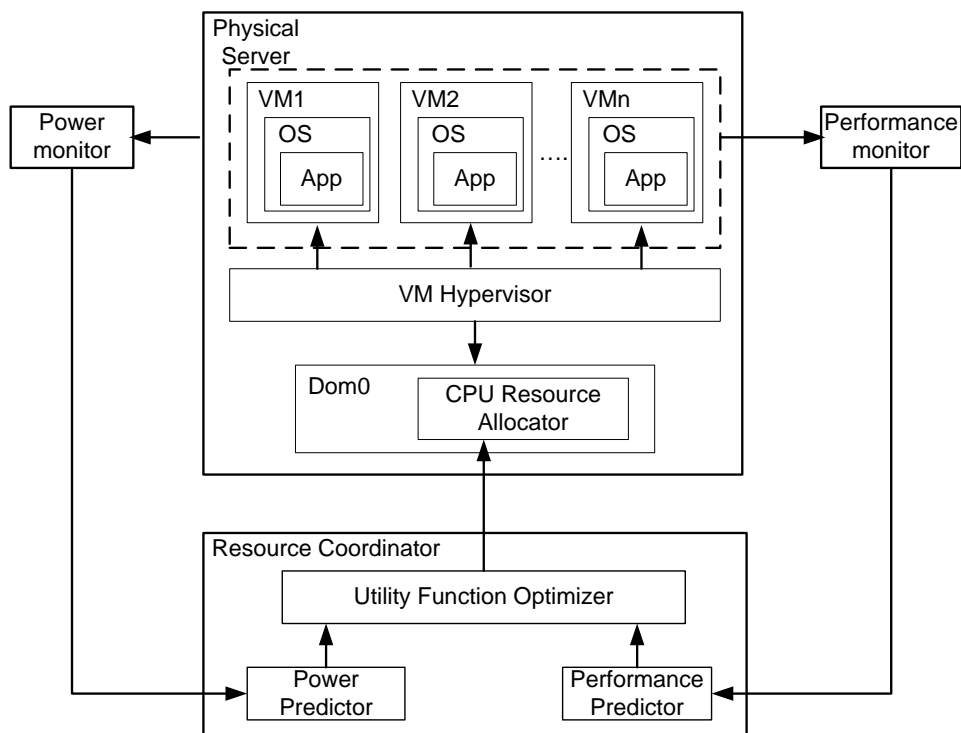 Physical
Server
VM1
VM2
VMn
OS
OS
OS
App
App
....
App
Power
monitor
Performance
monitor
VM Hypervisor
Dom0
CPU Resource
Allocator
Resource Coordinator
Utility Function Optimizer
Power
Predictor
Performance
Predictor